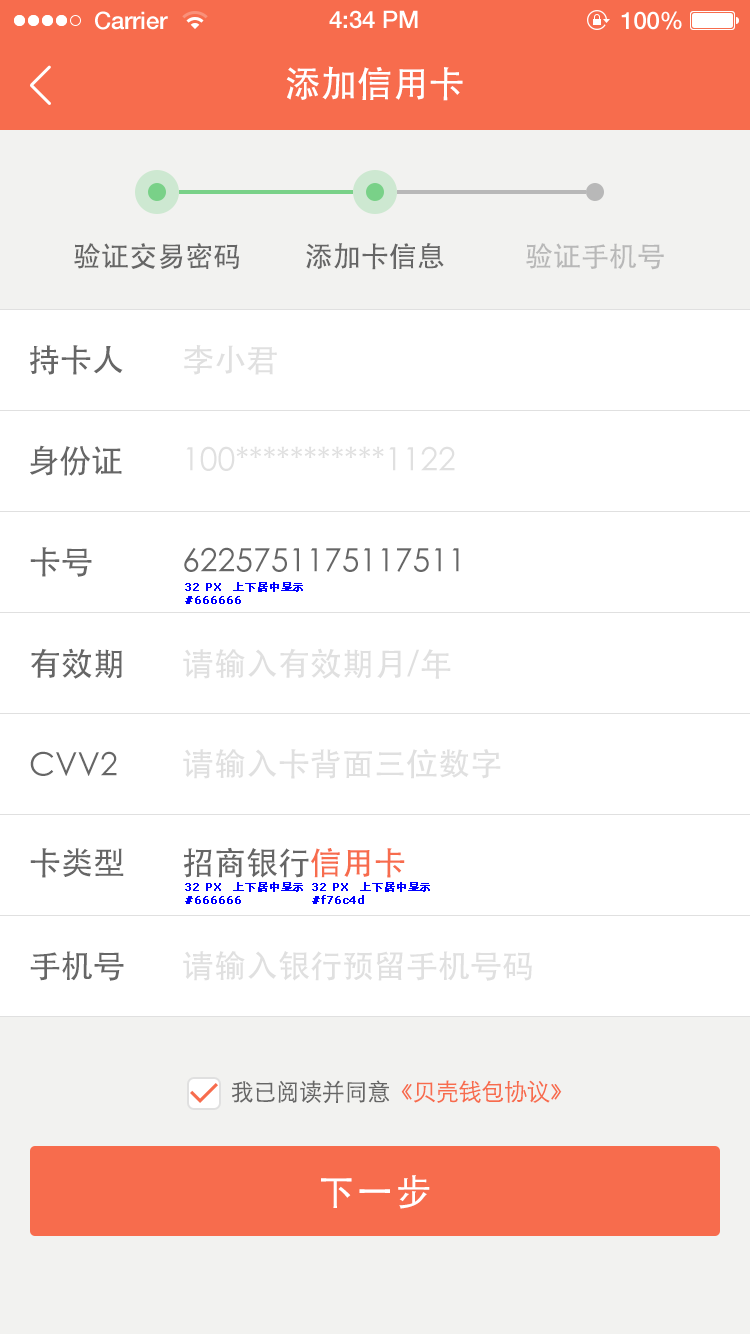 Carrier 4:34 PM 100%
添加信用卡
验证交易密码 添加卡信息 验证手机号
持卡人 李小君
身份证 100***********1122
卡号 6225751175117511
32 PX 上下居中显示
#666666
有效期 请输入有效期月/年
CVV2 请输入卡背面三位数字
卡类型 招商银行信用卡
32 PX 上下居中显示 32 PX 上下居中显示
#666666 #f76c4d
手机号 请输入银行预留手机号码
我已阅读并同意《贝壳钱包协议》
下一步